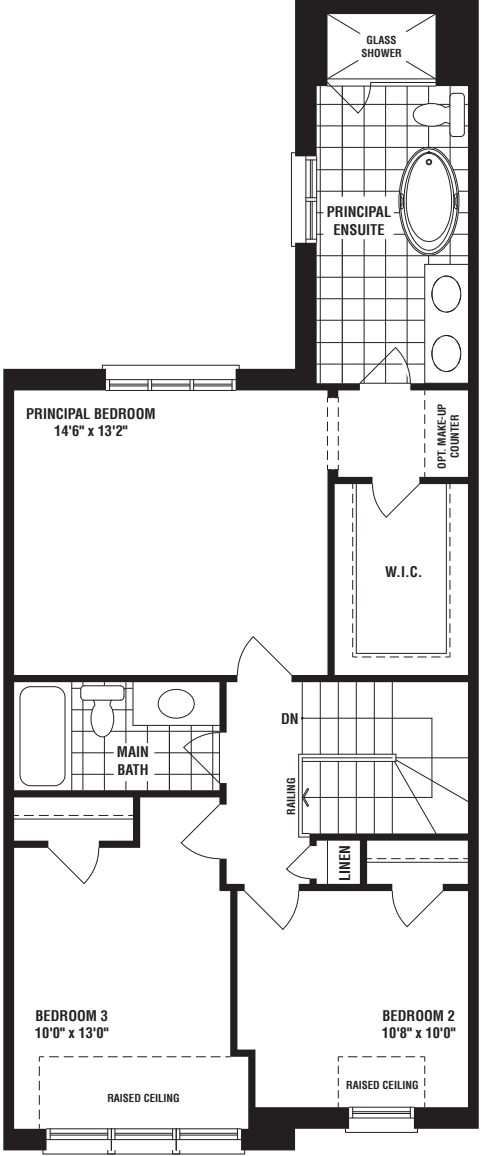 GLASS
SHOWER
PRINCIPAL
ENSUITE
PRINCIPAL BEDROOM
14'6" x 13'2"
OPT. MAKE-UP
COUNTER
W.I.C.
DN
MAIN
BATH
RAILING
LINEN
BEDROOM 3
10'0" x 13'0"
BEDROOM 2
10'8" x 10'0"
RAISED CEILING
RAISED CEILING